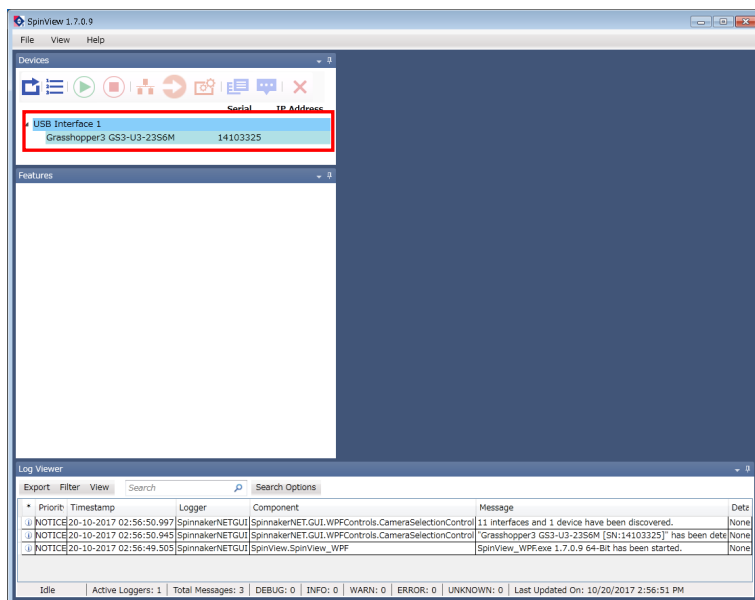 SpinView 1.7.0.9
File View Help
Devices
Serial IP Address
USB Interface 1
Grasshopper3 GS3-U3-23S6M 14103325
Features
Log Viewer
Export Filter View Search Search Options
* Priorit Timestamp Logger Component Message Deta
NOTICE 20-10-2017 02:56:50.997 SpinnakerNETGUI SpinnakerNET.GUI.WPFControls.CameraSelectionControl 11 interfaces and 1 device have been discovered. None
NOTICE 20-10-2017 02:56:50.945 SpinnakerNETGUI SpinnakerNET.GUI.WPFControls.CameraSelectionControl "Grasshopper3 GS3-U3-23S6M [SN:14103325]" has been dete None
NOTICE 20-10-2017 02:56:49.505 SpinView.SpinView_WPF SpinView_WPF.exe 1.7.0.9 64-Bit has been started. None
Idle Active Loggers: 1 Total Messages: 3 DEBUG: 0 INFO: 0 WARN: 0 ERROR: 0 UNKNOWN: 0 Last Updated On: 10/20/2017 2:56:51 PM